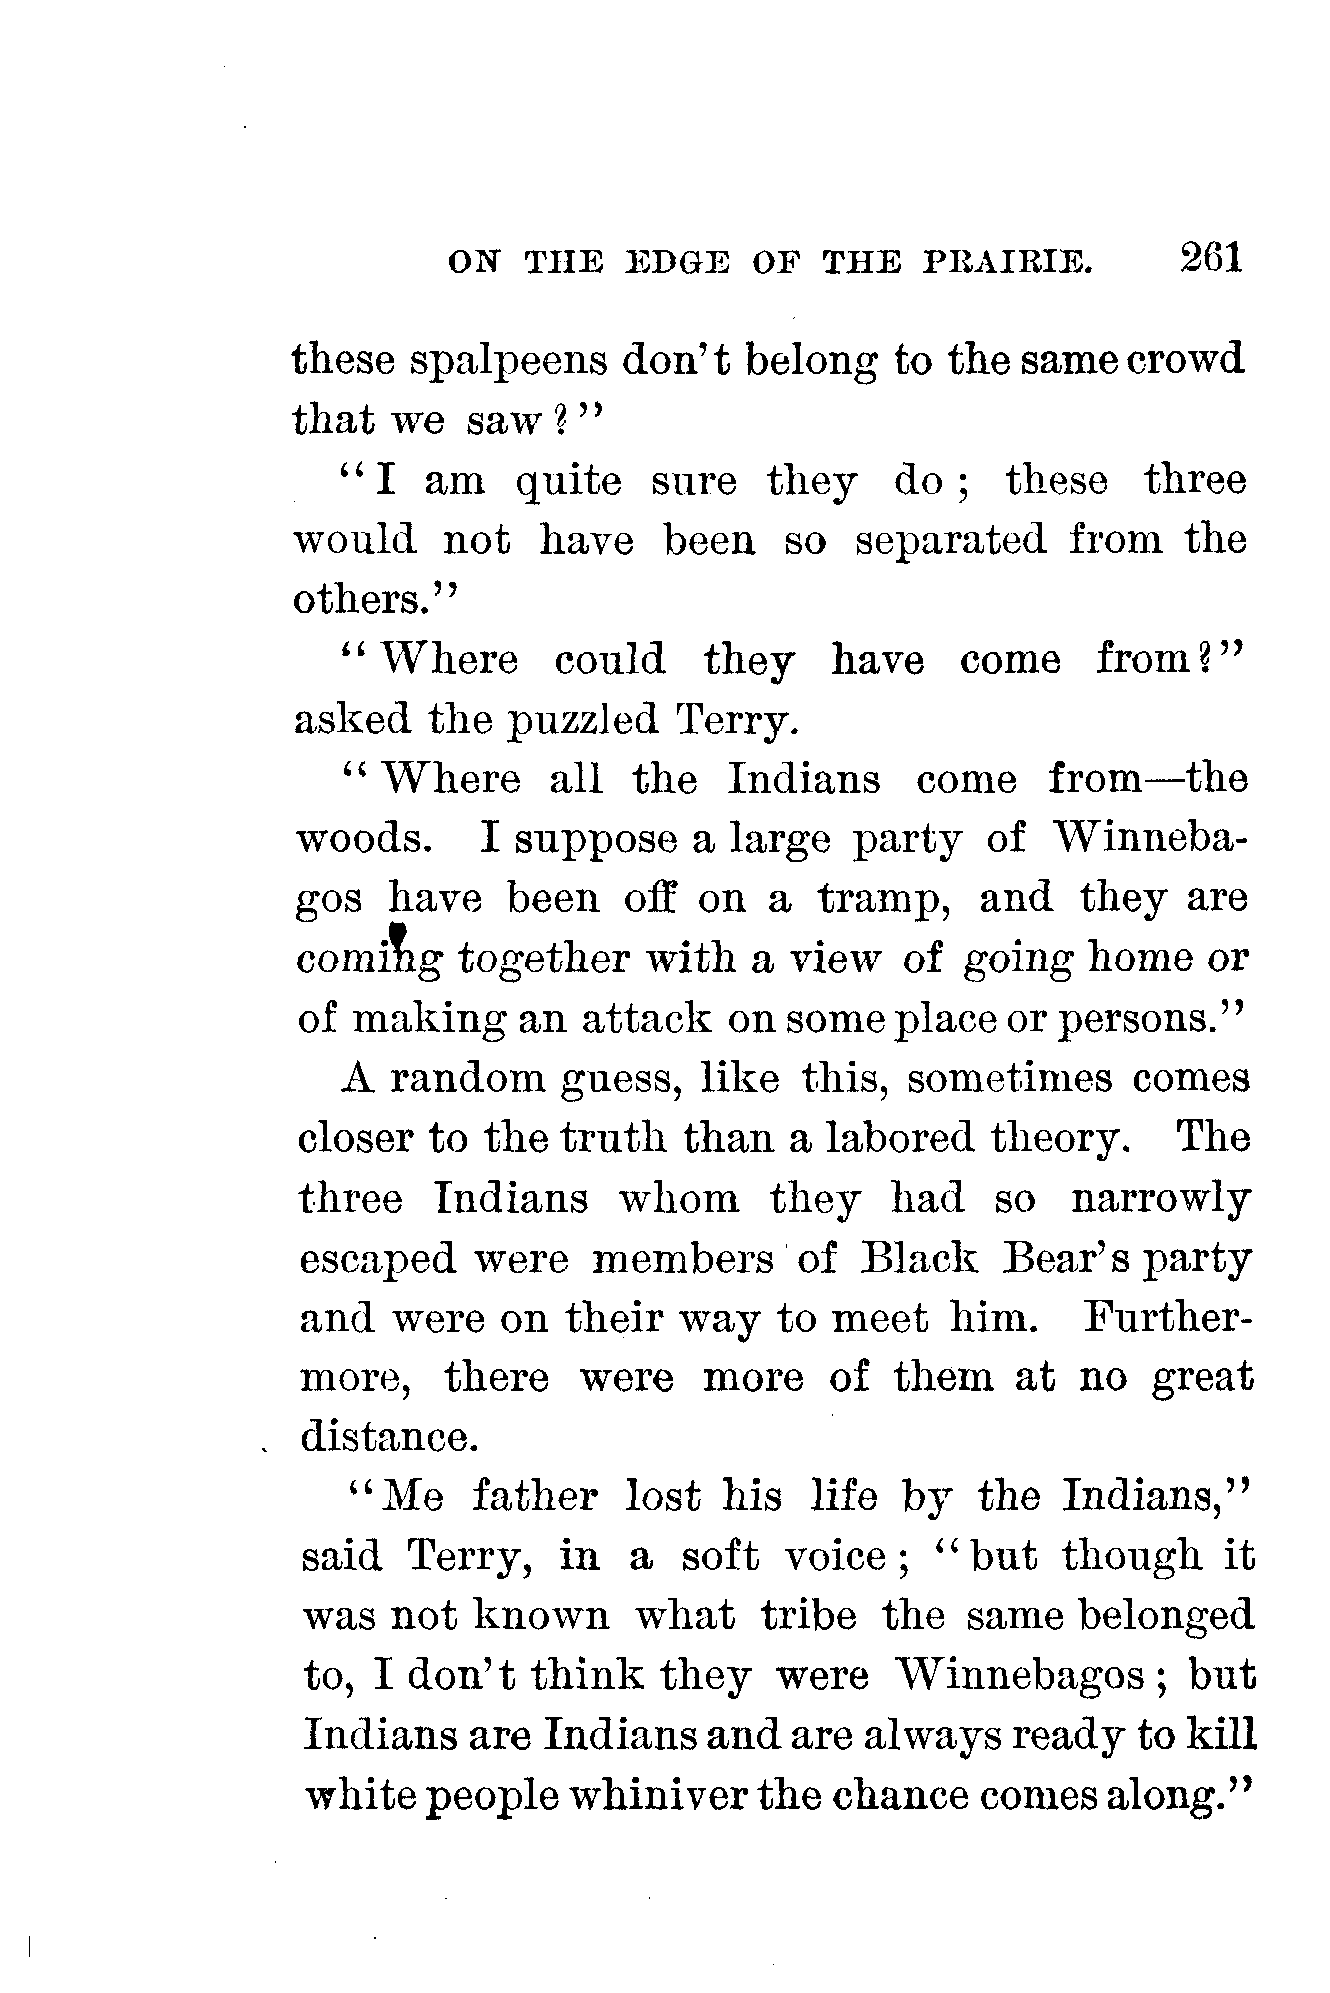 ON THE EDGE OF THE PRAIRIE. 261
these spalpeens don't belong to the same crowd
that we saw?"
"I am quite sure they do; these three
would not have been so separated from the
others."
"Where could they have come from?"
asked the puzzled Terry.
"Where all the Indians come from—the
woods. I suppose a large party of Winneba-
gos have been off on a tramp, and they are
coming together with a view of going home or
of making an attack on some place or persons."
A random guess, like this, sometimes comes
closer to the truth than a labored theory. The
three Indians whom they had so narrowly
escaped were members of Black Bear's party
and were on their way to meet him. Further-
more, there were more of them at no great
distance.
"Me father lost his life by the Indians,"
said Terry, in a soft voice; "but though it
was not known what tribe the same belonged
to, I don't think they were Winnebagos; but
Indians are Indians and are always ready to kill
white people whiniver the chance comes along."